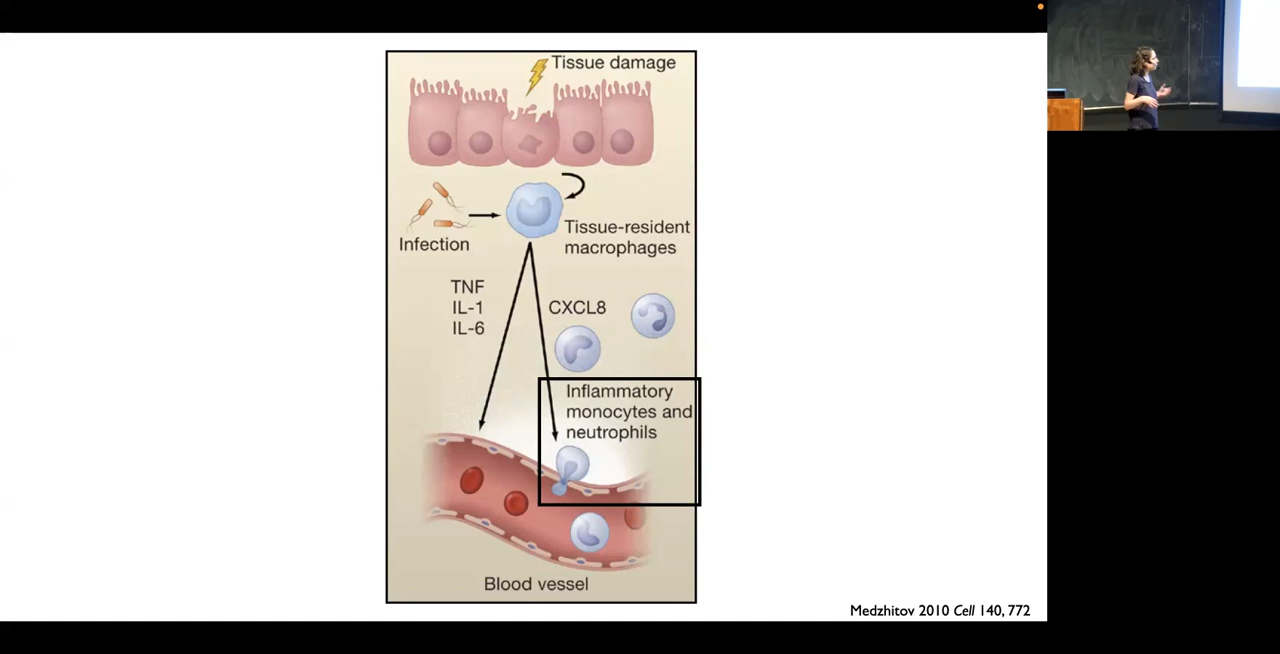 Tissue damage
Infection
Tissue-resident
macrophages
TNF
IL-1
IL-6
CXCL8
Inflammatory
monocytes and
neutrophils
Blood vessel
Medzhitov 2010 Cell 140, 772